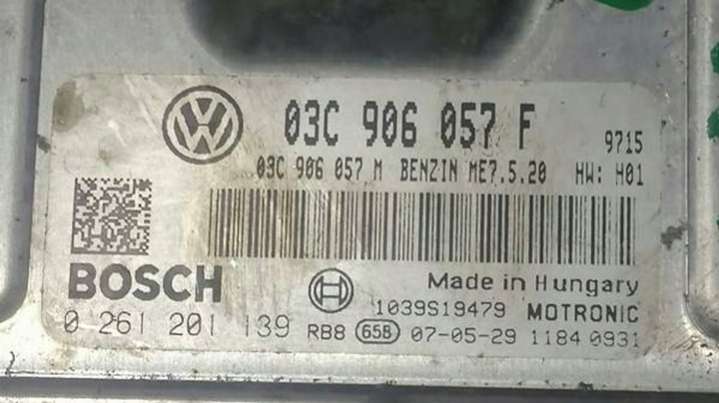 03C 906 057 F 9715
03C 906 057 M BENZIN ME7.5.20 HW: H01
BOSCH Made in Hungary
1039S19479 MOTRONIC
0 261 201 139 RB8 65B 07-05-29 1184 0931